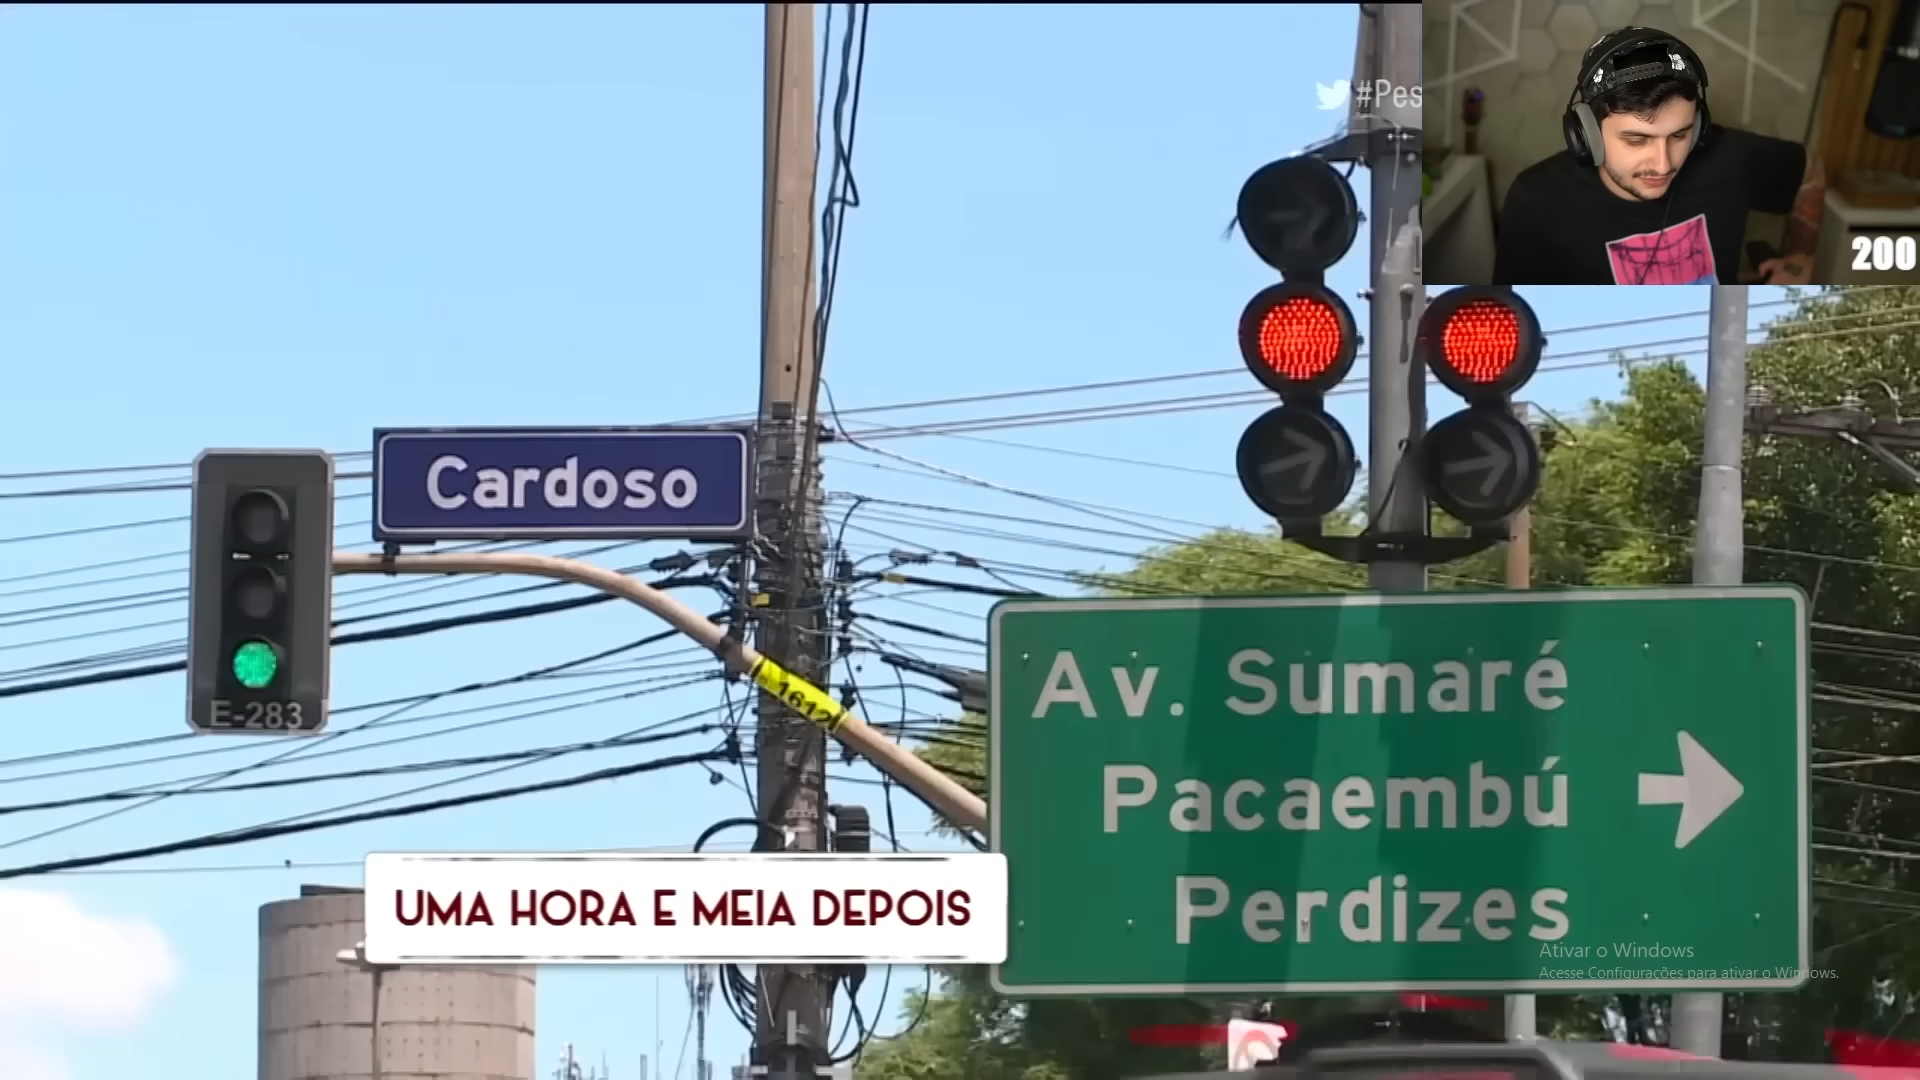 #Pes
200
Cardoso
E-283
1612
Av. Sumaré
Pacaembú
Perdizes
UMA HORA E MEIA DEPOIS
Ativar o Windows
Acesse Configurações para ativar o Windows.